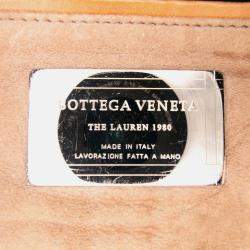 BOTTEGA VENETA
THE LAUREN 1980
MADE IN ITALY
LAVORAZIONE FATTA A MANO